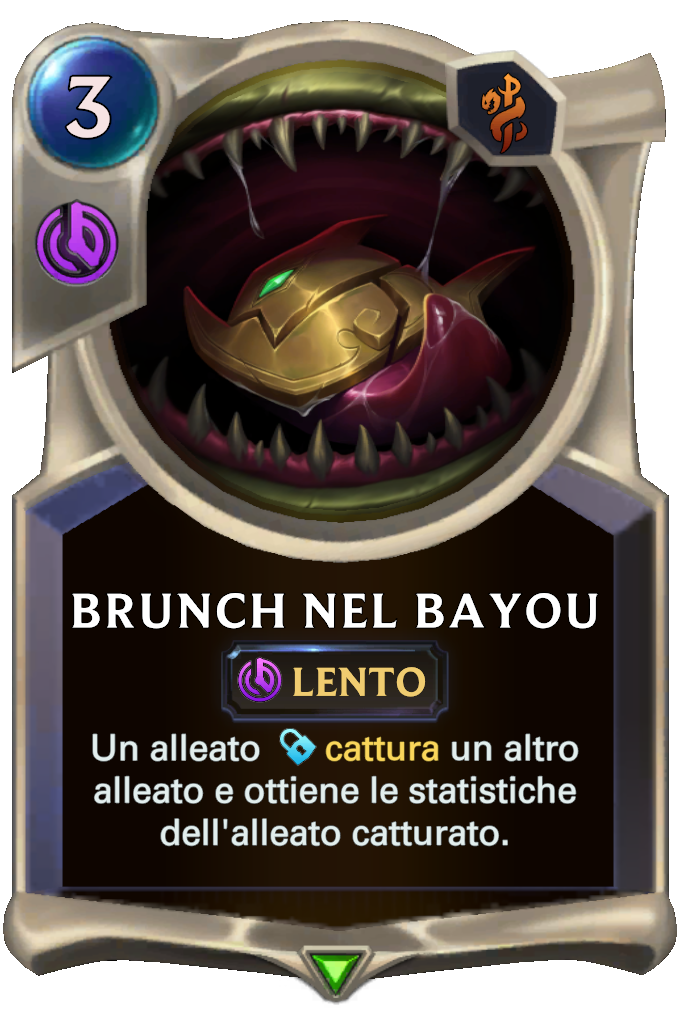 3
BRUNCH NEL BAYOU
LENTO
Un alleato cattura un altro
alleato e ottiene le statistiche
dell'alleato catturato.